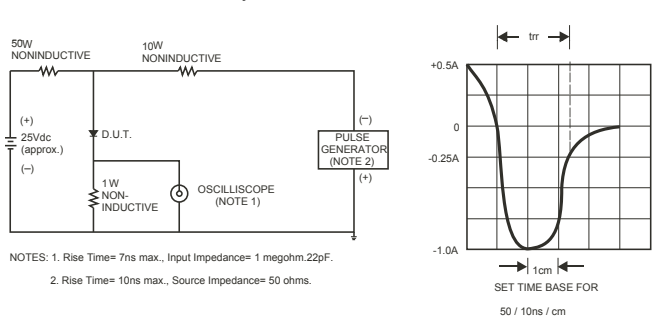 50W
NONINDUCTIVE
10W
NONINDUCTIVE
(+)
25Vdc
(approx.)
(–)
D.U.T.
1W
NON-
INDUCTIVE
OSCILLISCOPE
(NOTE 1)
(–)
PULSE
GENERATOR
(NOTE 2)
(+)
NOTES: 1. Rise Time= 7ns max., Input Impedance= 1 megohm.22pF.
2. Rise Time= 10ns max., Source Impedance= 50 ohms.
trr
+0.5A
0
-0.25A
-1.0A
1cm
SET TIME BASE FOR
50 / 10ns / cm